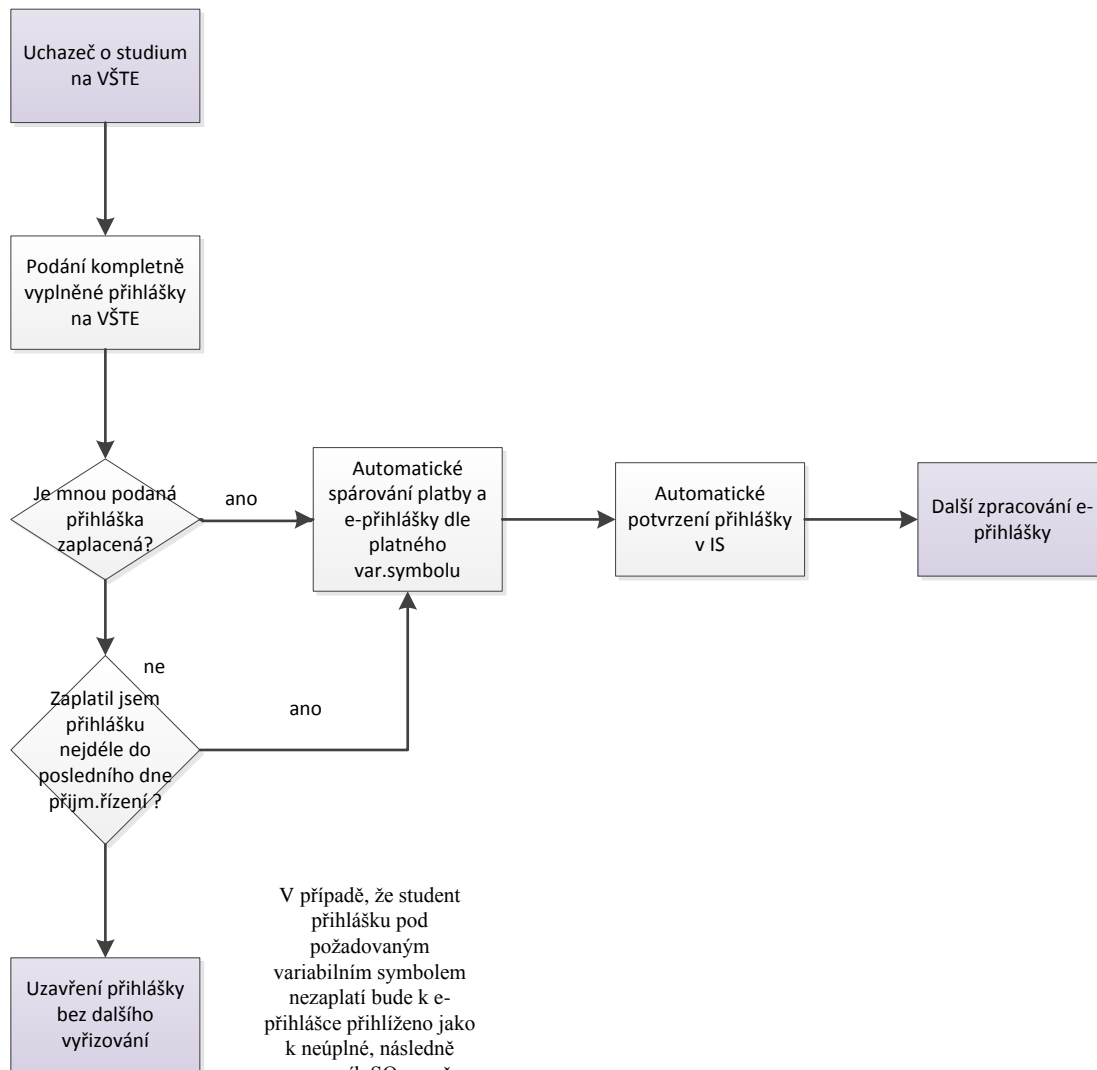 Uchazeč o studium
na VŠTE
Podání kompletně
vyplněné přihlášky
na VŠTE
Je mnou podaná
přihláška
zaplacená?
ano
Automatické
spárování platby a
e-přihlášky dle
platného
var.symbolu
Automatické
potvrzení přihlášky
v IS
Další zpracování e-
přihlášky
ne
Zaplatil jsem
přihlášku
nejdéle do
posledního dne
přijm.řízení ?
ano
Uzavření přihlášky
bez dalšího
vyřizování
V případě, že student
přihlášku pod
požadovaným
variabilním symbolem
nezaplatí bude k e-
přihlášce přihlíženo jako
k neúplné, následně